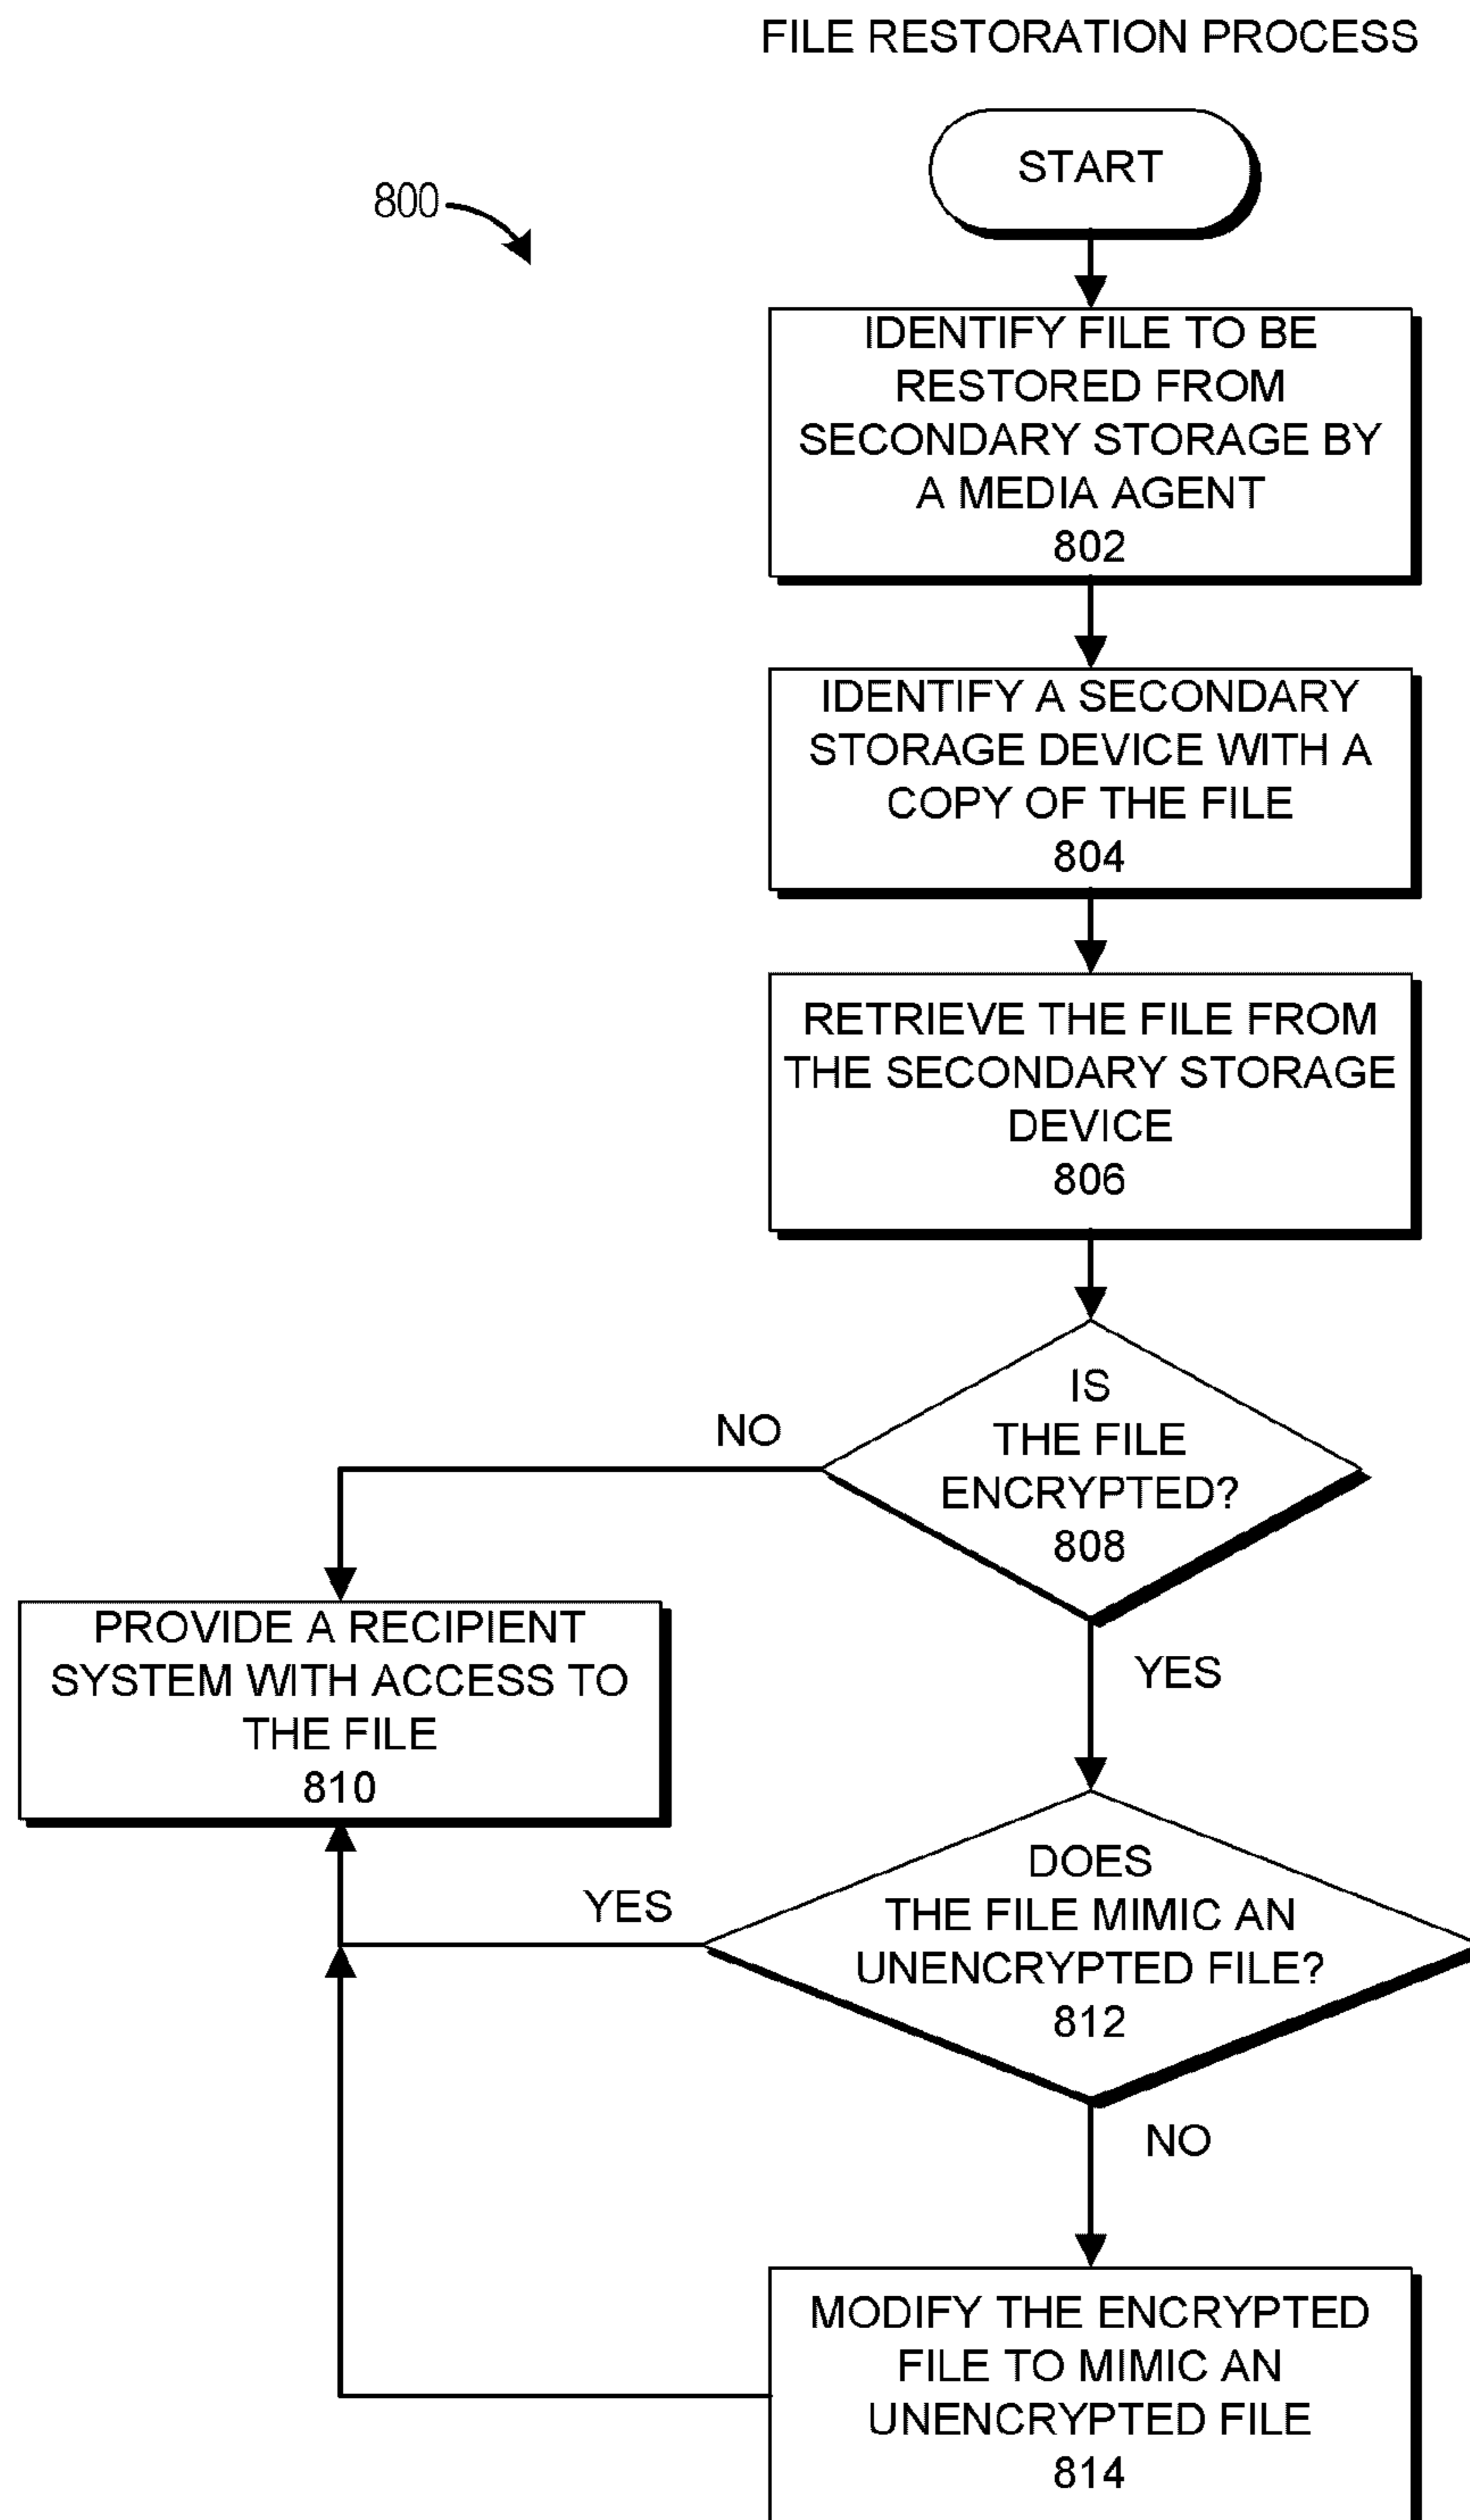 FILE RESTORATION PROCESS
START
800
IDENTIFY FILE TO BE
RESTORED FROM
SECONDARY STORAGE BY
A MEDIA AGENT
802
IDENTIFY A SECONDARY
STORAGE DEVICE WITH A
COPY OF THE FILE
804
RETRIEVE THE FILE FROM
THE SECONDARY STORAGE
DEVICE
806
IS
THE FILE
ENCRYPTED?
808
NO
YES
PROVIDE A RECIPIENT
SYSTEM WITH ACCESS TO
THE FILE
810
DOES
THE FILE MIMIC AN
UNENCRYPTED FILE?
812
YES
NO
MODIFY THE ENCRYPTED
FILE TO MIMIC AN
UNENCRYPTED FILE
814